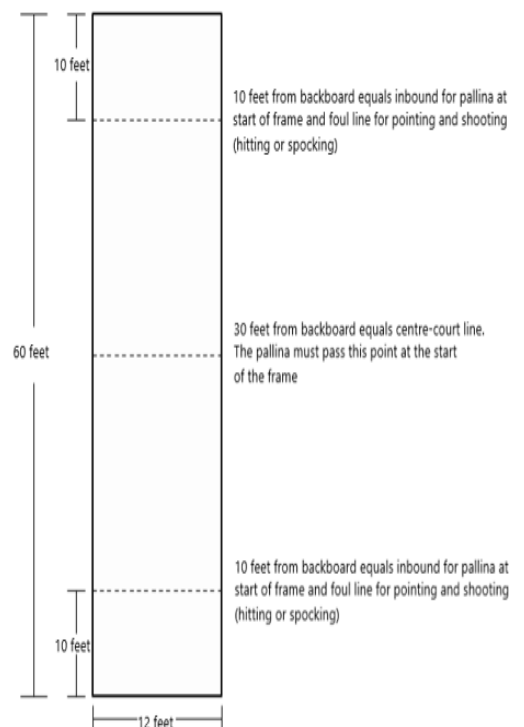 10 feet
10 feet from backboard equals inbound for pallina at
start of frame and foul line for pointing and shooting
(hitting or spocking)
60 feet
30 feet from backboard equals centre-court line.
The pallina must pass this point at the start
of the frame
10 feet from backboard equals inbound for pallina at
start of frame and foul line for pointing and shooting
(hitting or spocking)
10 feet
12 feet